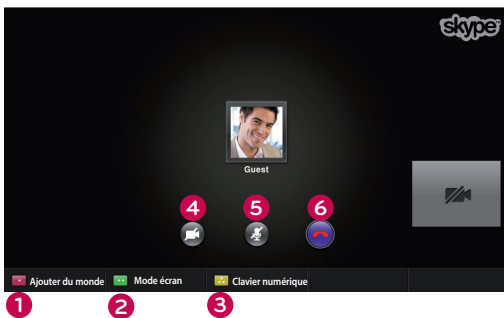 skype
Guest
4 5 6
Ajouter du monde Mode écran Clavier numérique
1 2 3